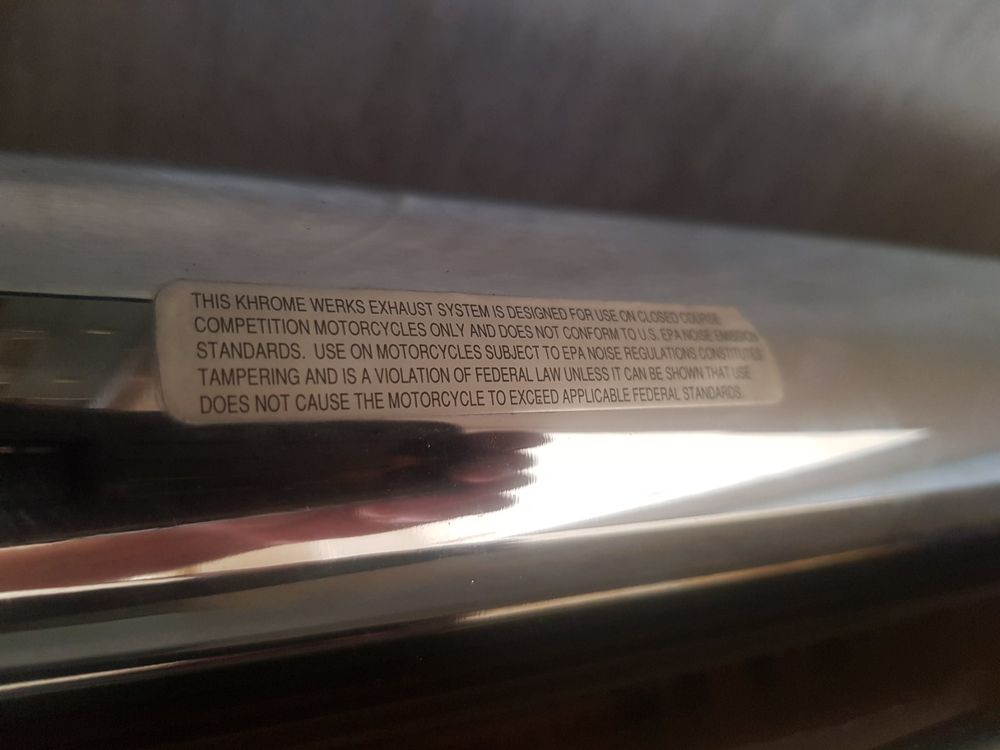 THIS KHROME WERKS EXHAUST SYSTEM IS DESIGNED FOR USE ON CLOSED COURSE
COMPETITION MOTORCYCLES ONLY AND DOES NOT CONFORM TO U.S. EPA NOISE EMISSION
STANDARDS. USE ON MOTORCYCLES SUBJECT TO EPA NOISE REGULATIONS CONSTITUTES
TAMPERING AND IS A VIOLATION OF FEDERAL LAW UNLESS IT CAN BE SHOWN THAT USE
DOES NOT CAUSE THE MOTORCYCLE TO EXCEED APPLICABLE FEDERAL STANDARDS.